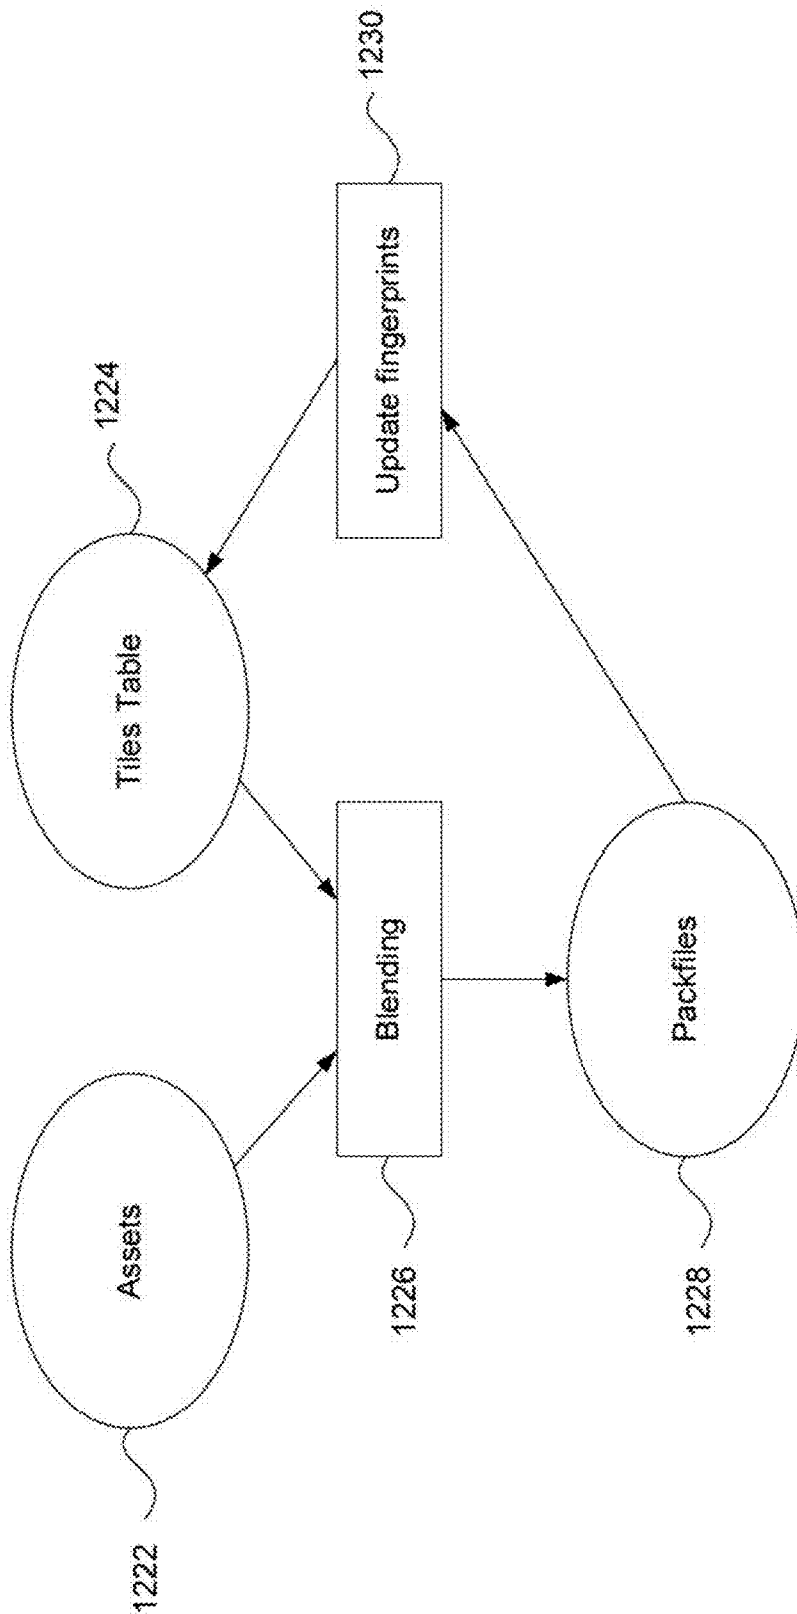 1222
Assets
Tiles Table
1224
1226
Blending
Update fingerprints
1230
1228
Packfiles